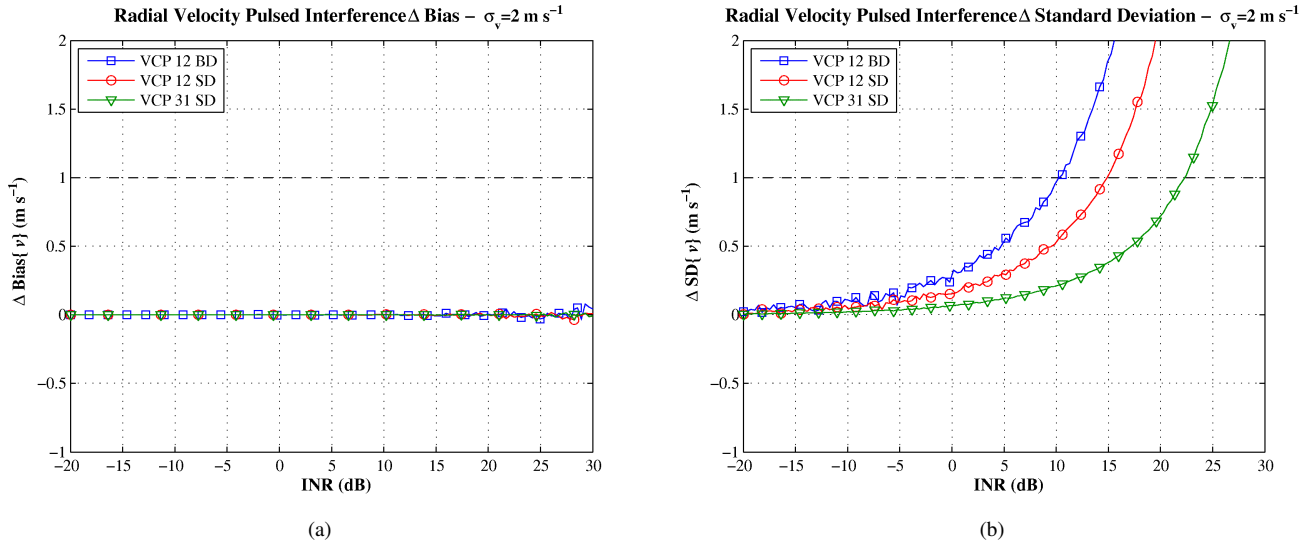 Radial Velocity Pulsed InterferenceΔ Bias − σv=2 m s−1
2
1.5
1
0.5
0
−0.5
−1
Δ Bias{ v} (m s−1)
VCP 12 BD
VCP 12 SD
VCP 31 SD
−20 −15 −10 −5 0 5 10 15 20 25 30
INR (dB)
(a)
Radial Velocity Pulsed InterferenceΔ Standard Deviation − σv=2 m s−1
2
1.5
1
0.5
0
−0.5
−1
Δ SD{ v} (m s−1)
VCP 12 BD
VCP 12 SD
VCP 31 SD
−20 −15 −10 −5 0 5 10 15 20 25 30
INR (dB)
(b)